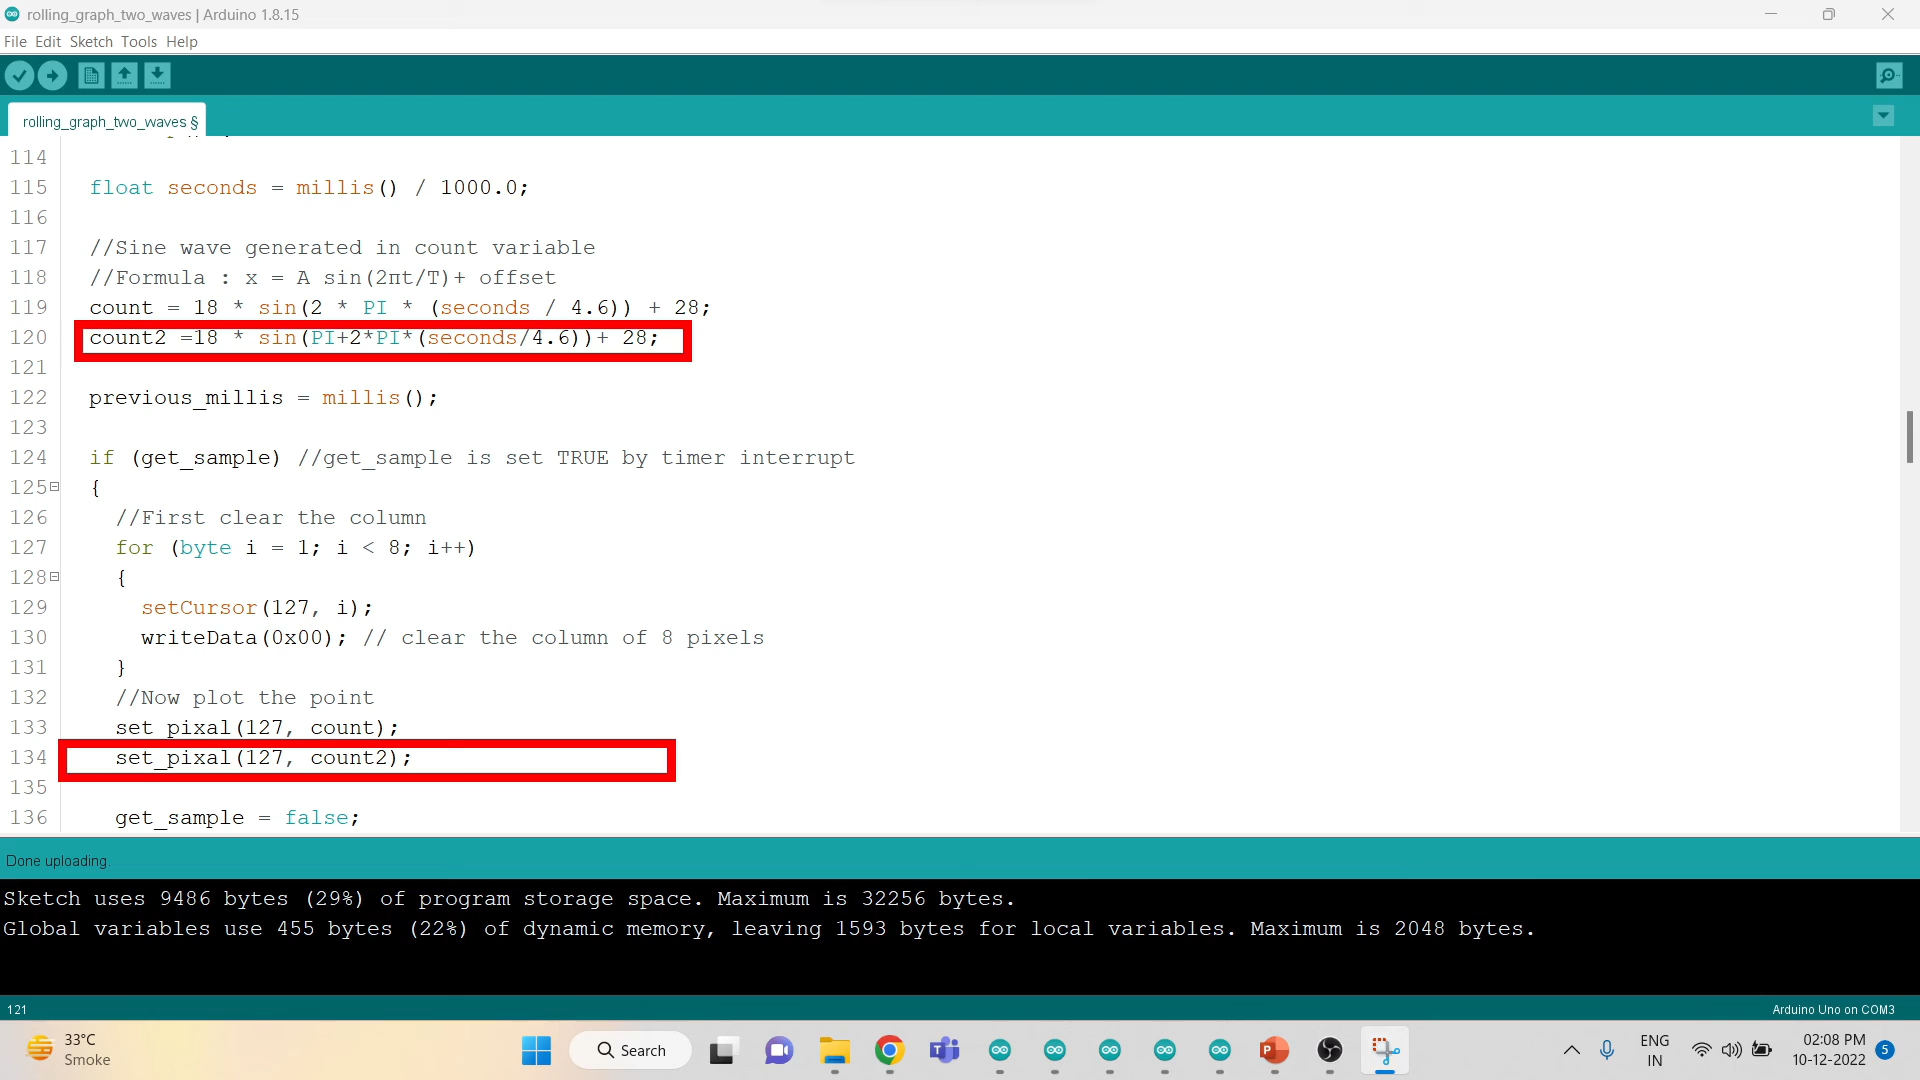 rolling_graph_two_waves | Arduino 1.8.15
File Edit Sketch Tools Help
rolling_graph_two_waves §
114
115 float seconds = millis() / 1000.0;
116
117 //Sine wave generated in count variable
118 //Formula : x = A sin(2πt/T)+ offset
119 count = 18 * sin(2 * PI * (seconds / 4.6)) + 28;
120 count2 =18 * sin(PI+2*PI*(seconds/4.6))+ 28;
121
122 previous_millis = millis();
123
124 if (get_sample) //get_sample is set TRUE by timer interrupt
125 {
126 //First clear the column
127 for (byte i = 1; i < 8; i++)
128 {
129 setCursor(127, i);
130 writeData(0x00); // clear the column of 8 pixels
131 }
132 //Now plot the point
133 set_pixal(127, count);
134 set_pixal(127, count2);
135
136 get_sample = false;
Done uploading.
Sketch uses 9486 bytes (29%) of program storage space. Maximum is 32256 bytes.
Global variables use 455 bytes (22%) of dynamic memory, leaving 1593 bytes for local variables. Maximum is 2048 bytes.
121 Arduino Uno on COM3
33°C
Smoke
Search
ENG
IN
02:08 PM
10-12-2022
5